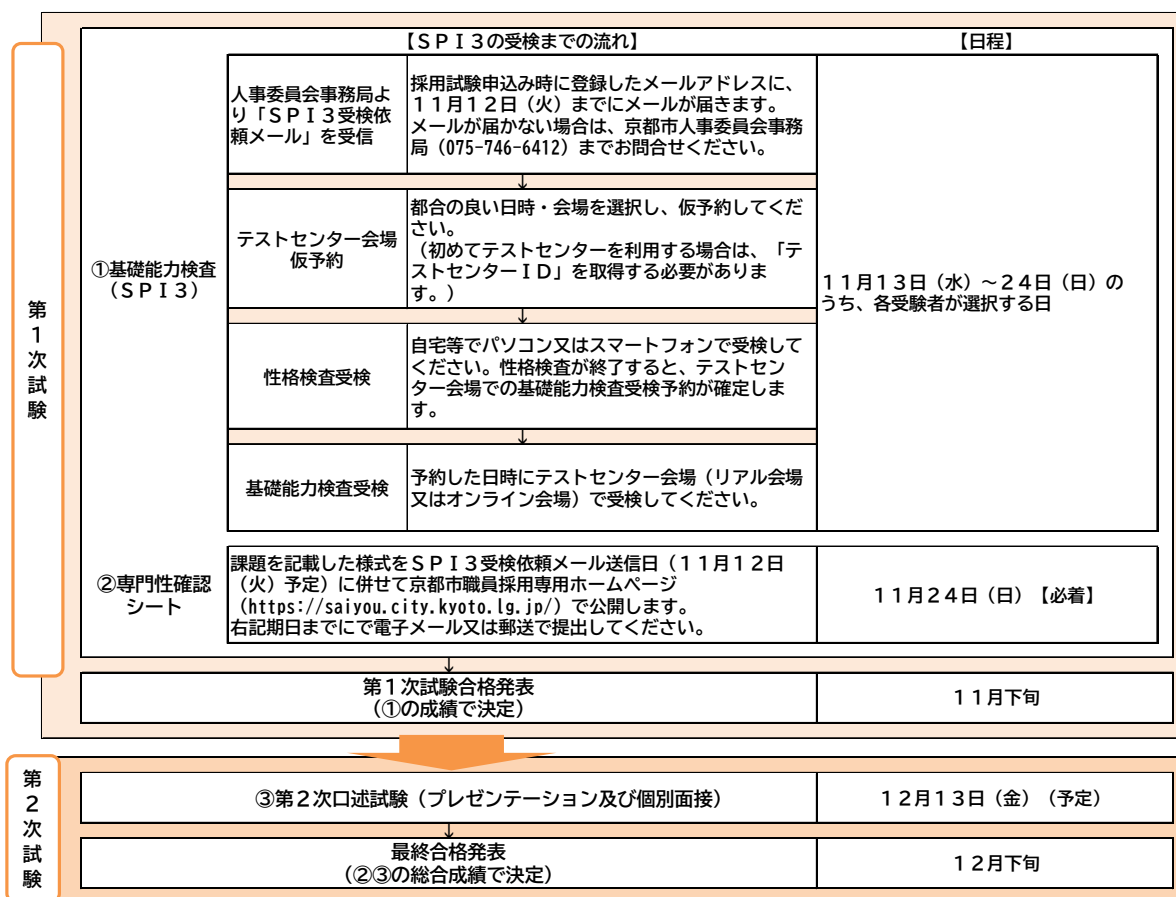 第１次試験
【ＳＰＩ３の受検までの流れ】
【日程】
①基礎能力検査
（ＳＰＩ３）
人事委員会事務局よ
り「ＳＰＩ３受検依
頼メール」を受信
採用試験申込み時に登録したメールアドレスに、
１１月１２日（火）までにメールが届きます。
メールが届かない場合は、京都市人事委員会事務
局（075-746-6412）までお問合せください。
↓
テストセンター会場
仮予約
都合の良い日時・会場を選択し、仮予約してくだ
さい。
（初めてテストセンターを利用する場合は、「テ
ストセンターＩＤ」を取得する必要がありま
す。）
↓
性格検査受検
自宅等でパソコン又はスマートフォンで受検して
ください。性格検査が終了すると、テストセン
ター会場での基礎能力検査受検予約が確定しま
す。
↓
基礎能力検査受検
予約した日時にテストセンター会場（リアル会場
又はオンライン会場）で受検してください。
１１月１３日（水）～２４日（日）の
うち、各受験者が選択する日
②専門性確認
シート
課題を記載した様式をＳＰＩ３受検依頼メール送信日（１１月１２日
（火）予定）に併せて京都市職員採用専用ホームページ
（https://saiyou.city.kyoto.lg.jp/）で公開します。
右記期日までにで電子メール又は郵送で提出してください。
１１月２４日（日）【必着】
↓
第１次試験合格発表
（①の成績で決定）
１１月下旬
第２次試験
③第２次口述試験（プレゼンテーション及び個別面接）
１２月１３日（金）（予定）
↓
最終合格発表
（②③の総合成績で決定）
１２月下旬